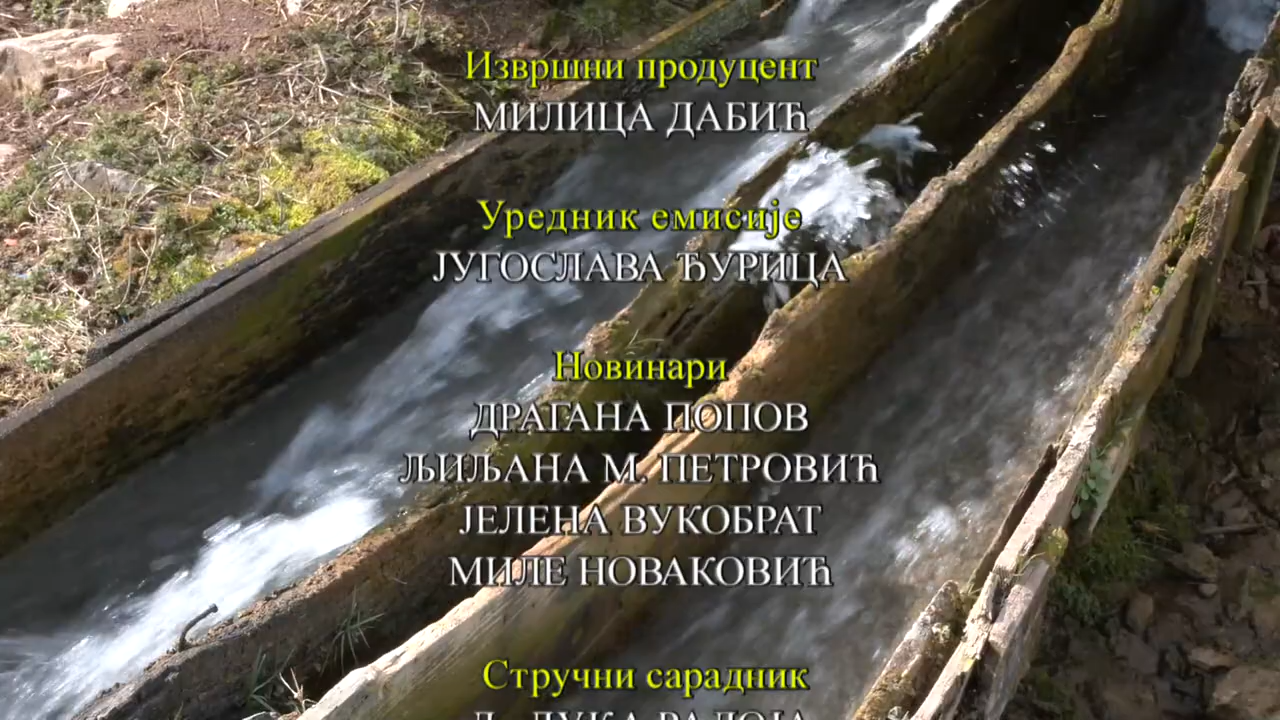 Извршни продуцент
МИЛИЦА ДАБИЋ
Уредник емисије
ЈУГОСЛАВА ЂУРИЦА
Новинари
ДРАГАНА ПОПОВ
ЉИЉАНА М. ПЕТРОВИЋ
ЈЕЛЕНА ВУКОБРАТ
МИЛЕ НОВАКОВИЋ
Стручни сарадник